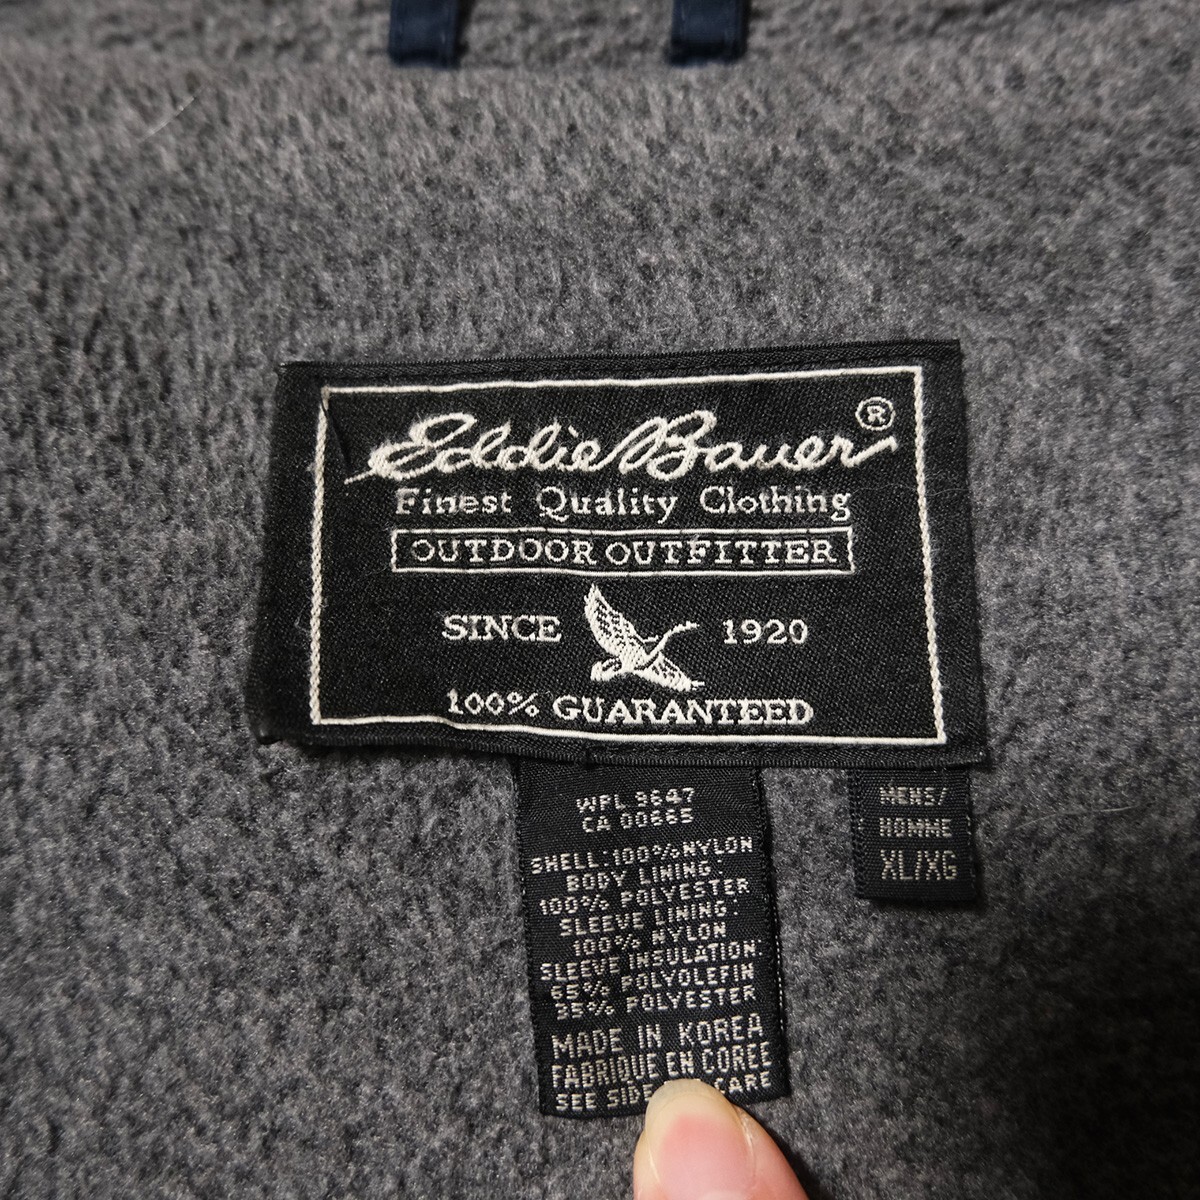 Eddie Bauer®
Finest Quality Clothing
OUTDOOR OUTFITTER
SINCE 1920
100% GUARANTEED
WPL 9647
CA 00665
SHELL:100%NYLON
BODY LINING:
100% POLYESTER
SLEEVE LINING:
100% NYLON
SLEEVE INSULATION:
65% POLYOLEFIN
35% POLYESTER
MADE IN KOREA
FABRIQUE EN COREE
SEE SIDE CARE
MENS/
HOMME
XL/XG